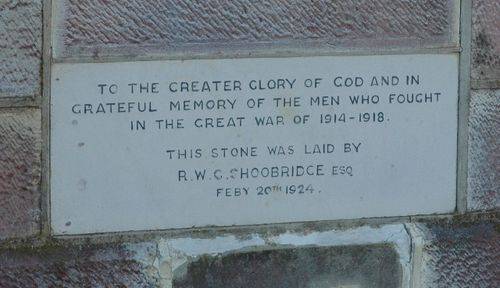 TO THE GREATER GLORY OF GOD AND IN
GRATEFUL MEMORY OF THE MEN WHO FOUGHT
IN THE GREAT WAR OF 1914-1918.
THIS STONE WAS LAID BY
R.W.G.SHOOBRIDGE ESQ
FEBY 20TH 1924.